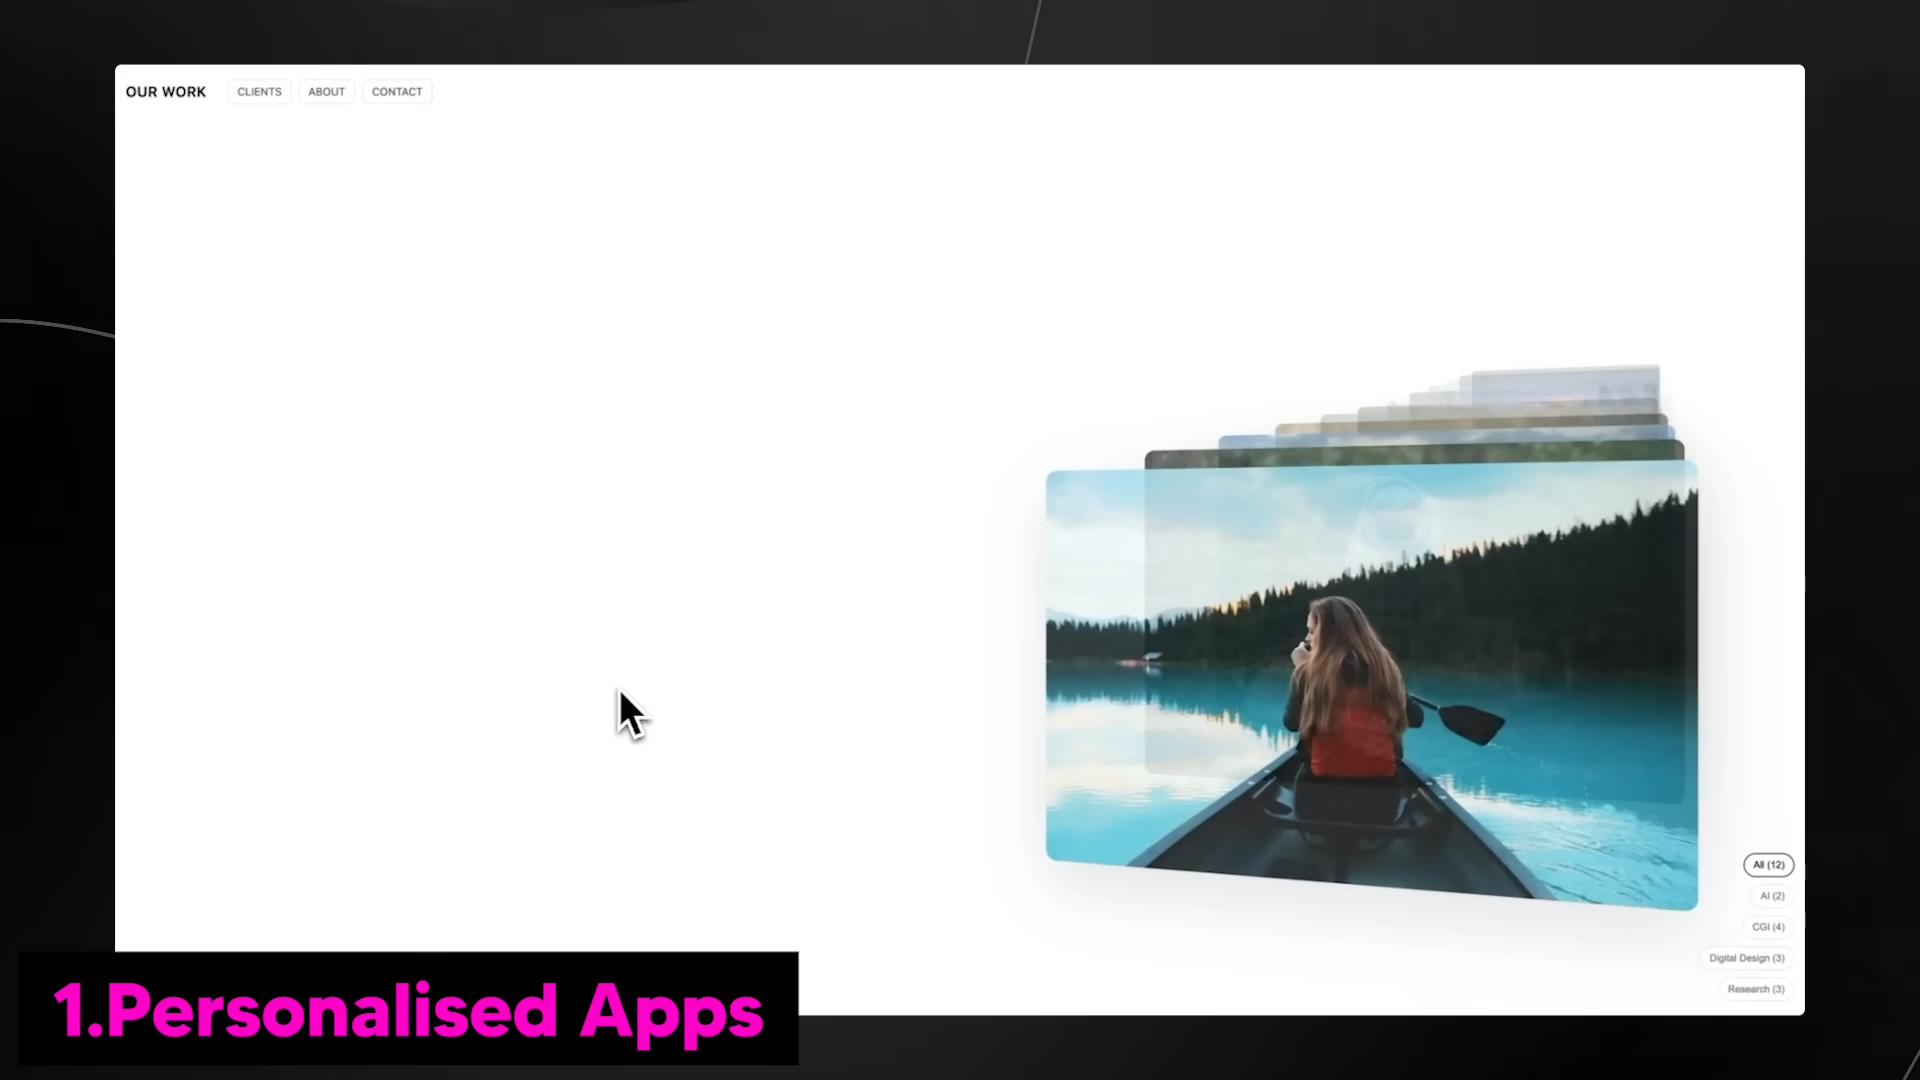 OUR WORK CLIENTS ABOUT CONTACT
All (12)
AI (2)
CGI (4)
Digital Design (3)
Research (3)
1.Personalised Apps